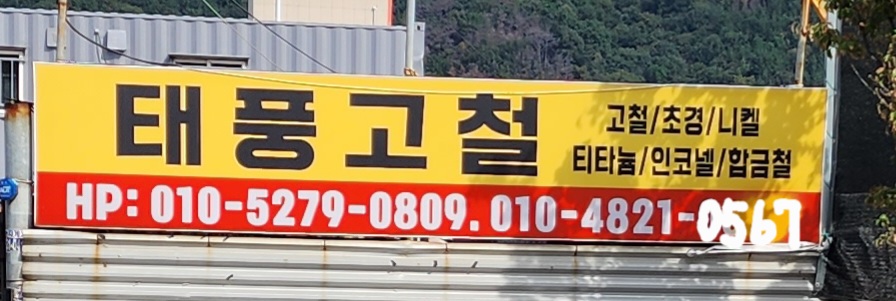 태풍고철
고철/초경/니켈
티타늄/인코넬/합금철
HP: 010-5279-0809. 010-4821-0567